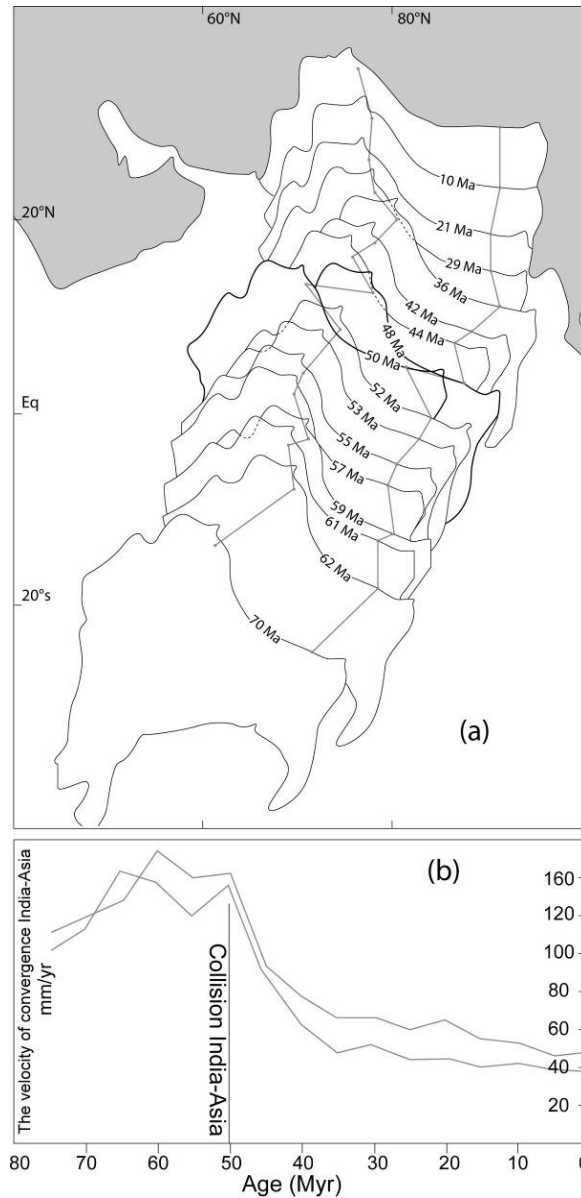 60°N 80°N
10 Ma
20°N
21 Ma
29 Ma
36 Ma
42 Ma
44 Ma
48 Ma
50 Ma
52 Ma
Eq
53 Ma
55 Ma
57 Ma
59 Ma
61 Ma
62 Ma
20°s
70 Ma
(a)
(b)
The velocity of convergence India-Asia
mm/yr
Collision India-Asia
160
120
100
80
60
40
20
80 70 60 50 40 30 20 10 0
Age (Myr)